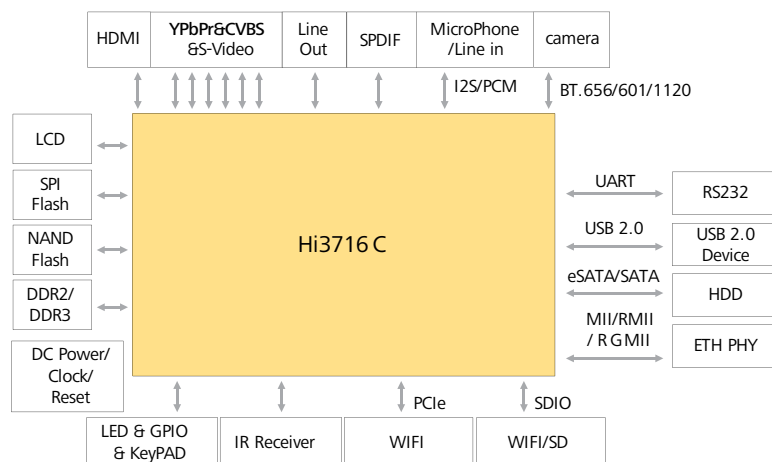 HDMI
YPbPr&CVBS
&S-Video
Line
Out
SPDIF
MicroPhone
/Line in
camera
I2S/PCM
BT.656/601/1120
LCD
SPI
Flash
NAND
Flash
DDR2/
DDR3
DC Power/
Clock/
Reset
Hi3716 C
UART
RS232
USB 2.0
USB 2.0
Device
eSATA/SATA
HDD
MII/RMII
/ RGMII
ETH PHY
PCIe
SDIO
LED & GPIO
& KeyPAD
IR Receiver
WIFI
WIFI/SD